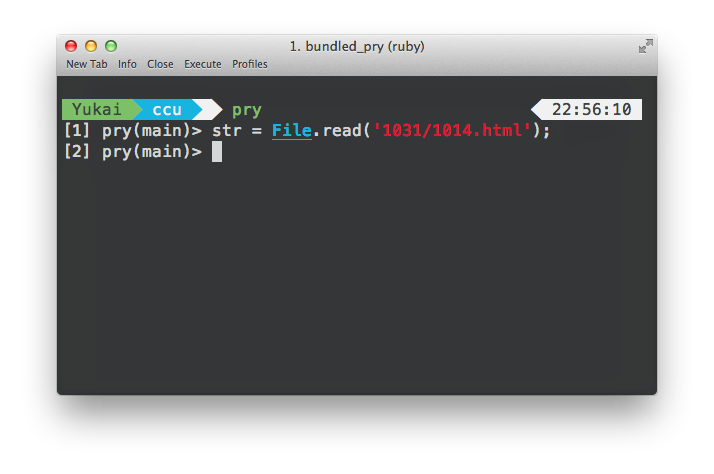 1. bundled_pry (ruby)
New Tab Info Close Execute Profiles
Yukai ccu pry 22:56:10
[1] pry(main)> str = File.read('1031/1014.html');
[2] pry(main)>